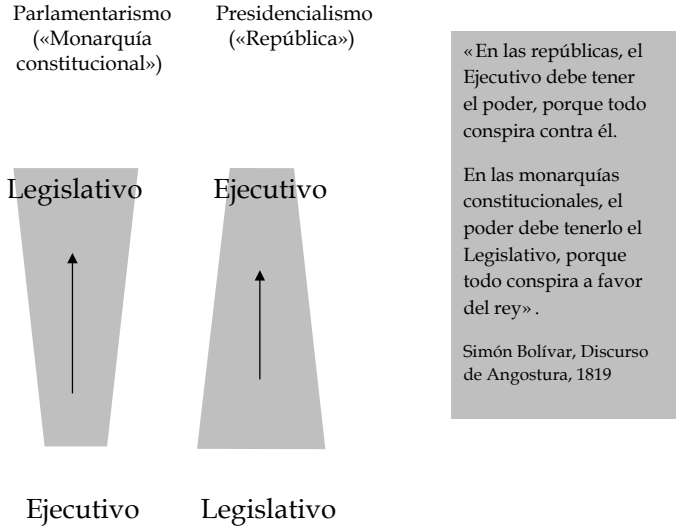 Parlamentarismo
(«Monarquía
constitucional»)
Presidencialismo
(«República»)
Legislativo
Ejecutivo
Ejecutivo
Legislativo
«En las repúblicas, el
Ejecutivo debe tener
el poder, porque todo
conspira contra él.
En las monarquías
constitucionales, el
poder debe tenerlo el
Legislativo, porque
todo conspira a favor
del rey».
Simón Bolívar, Discurso
de Angostura, 1819